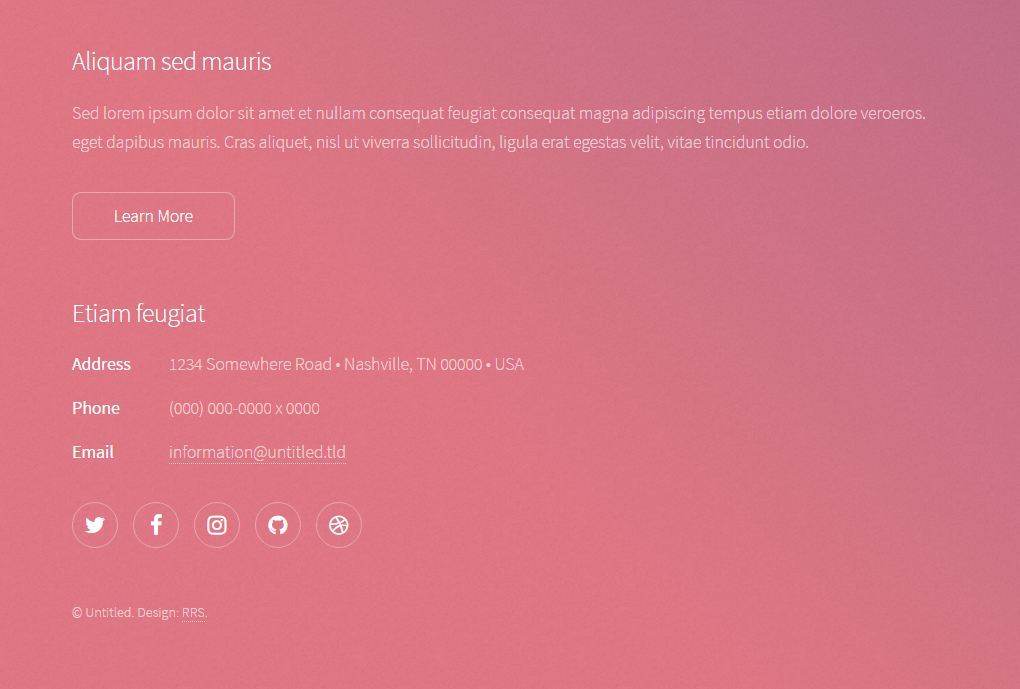 Aliquam sed mauris
Sed lorem ipsum dolor sit amet et nullam consequat feugiat consequat magna adipiscing tempus etiam dolore veroeros.
eget dapibus mauris. Cras aliquet, nisl ut viverra sollicitudin, ligula erat egestas velit, vitae tincidunt odio.
Learn More
Etiam feugiat
Address 1234 Somewhere Road • Nashville, TN 00000 • USA
Phone (000) 000-0000 x 0000
Email information@untitled.tld
© Untitled. Design: RRS.